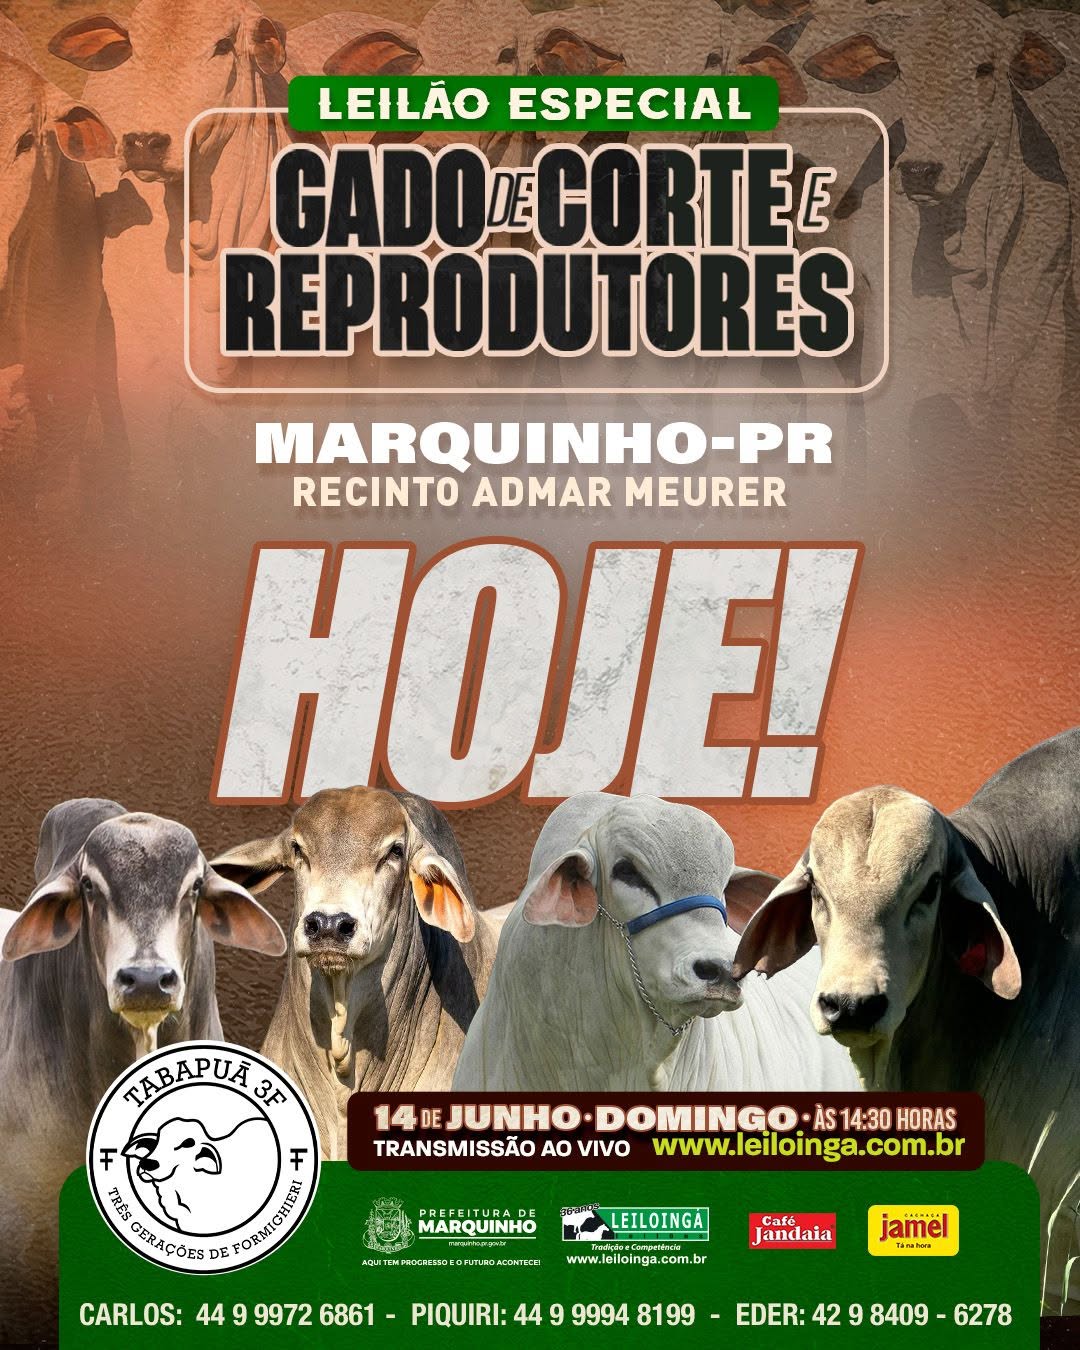 LEILÃO ESPECIAL
GADO DE CORTE E
REPRODUTORES
MARQUINHO-PR
RECINTO ADMAR MEURER
HOJE!
14 DE JUNHO · DOMINGO · ÀS 14:30 HORAS
TRANSMISSÃO AO VIVO www.leiloinga.com.br
TABAPUÃ 3F
TRÊS GERAÇÕES DE FORMIGHIERI
PREFEITURA DE
MARQUINHO
marquinho.pr.gov.br
AQUI TEM PROGRESSO E O FUTURO ACONTECE!
36 anos
LEILOINGÁ
Tradição e Competência
www.leiloinga.com.br
Café
Jandaia
CACHAÇA
jamel
Tá na hora
CARLOS: 44 9 9972 6861 - PIQUIRI: 44 9 9994 8199 - EDER: 42 9 8409 - 6278